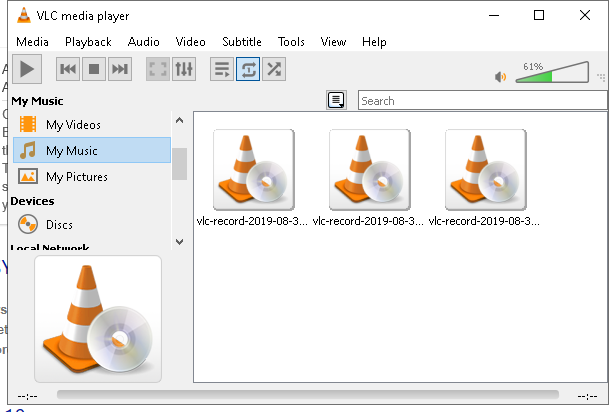 VLC media player
Media Playback Audio Video Subtitle Tools View Help
61%
My Music
Search
My Videos
My Music
My Pictures
Devices
Discs
Local Network
vlc-record-2019-08-3... vlc-record-2019-08-3... vlc-record-2019-08-3...
--:-- --:--